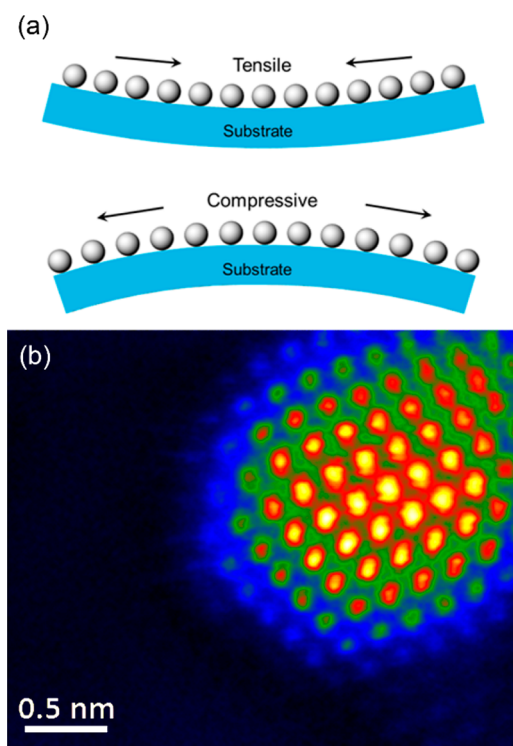 (a)
Tensile
Substrate
Compressive
Substrate
(b)
0.5 nm